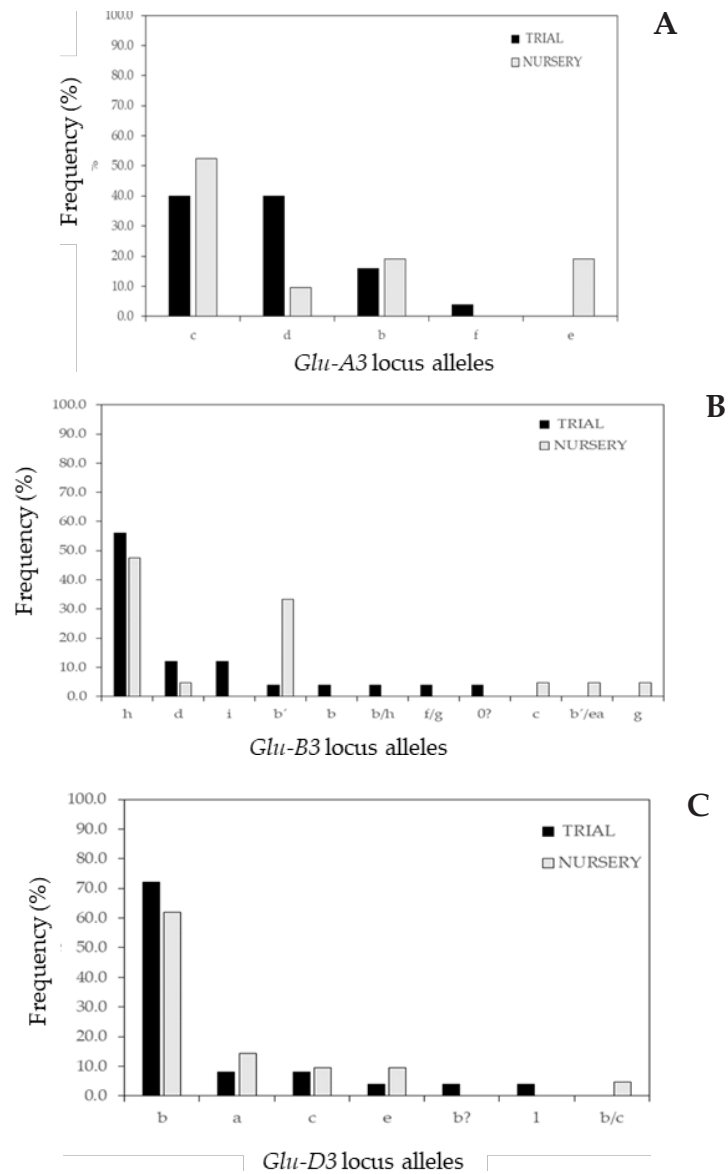 A
TRIAL
NURSERY
Frequency (%)
%
100.0
90.0
80.0
70.0
60.0
50.0
40.0
30.0
20.0
10.0
0.0
c d b f e
Glu-A3 locus alleles
B
TRIAL
NURSERY
Frequency (%)
100.0
90.0
80.0
70.0
60.0
50.0
40.0
30.0
20.0
10.0
0.0
h d i b´ b b/h f/g 0? c b´/ea g
Glu-B3 locus alleles
C
TRIAL
NURSERY
Frequency (%)
100.0
90.0
80.0
70.0
60.0
50.0
40.0
30.0
20.0
10.0
0.0
b a c e b? l b/c
Glu-D3 locus alleles